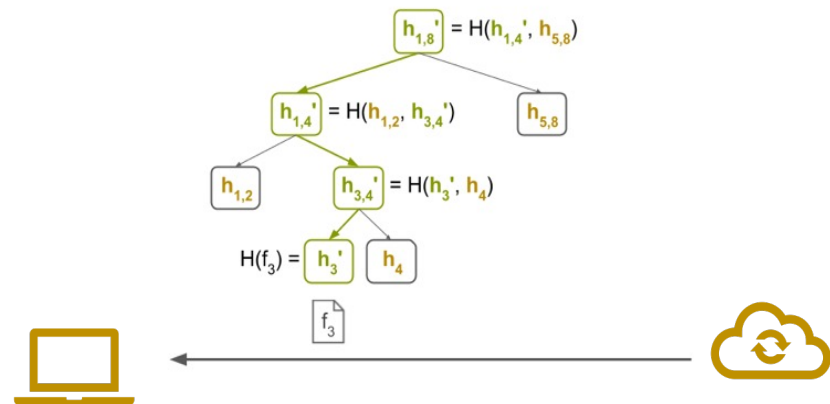 h1,8' = H(h1,4', h5,8)
h1,4' = H(h1,2, h3,4')
h5,8
h1,2
h3,4' = H(h3', h4)
H(f3) = h3'
h4
f3